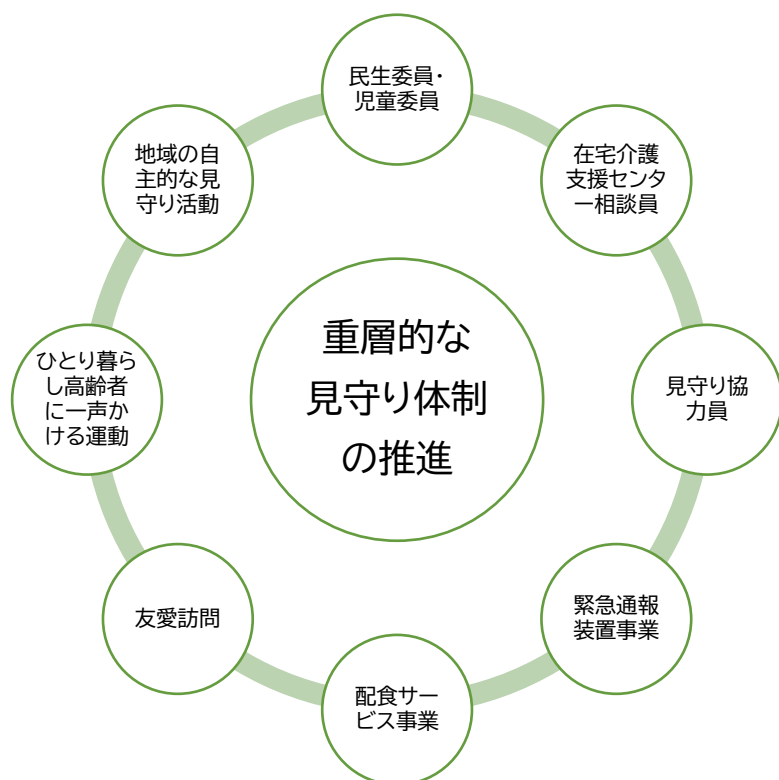 民生委員・
児童委員
地域の自
主的な見
守り活動
在宅介護
支援センタ
ー相談員
重層的な
見守り体制
の推進
ひとり暮ら
し高齢者
に一声か
ける運動
見守り協
力員
友愛訪問
緊急通報
装置事業
配食サー
ビス事業